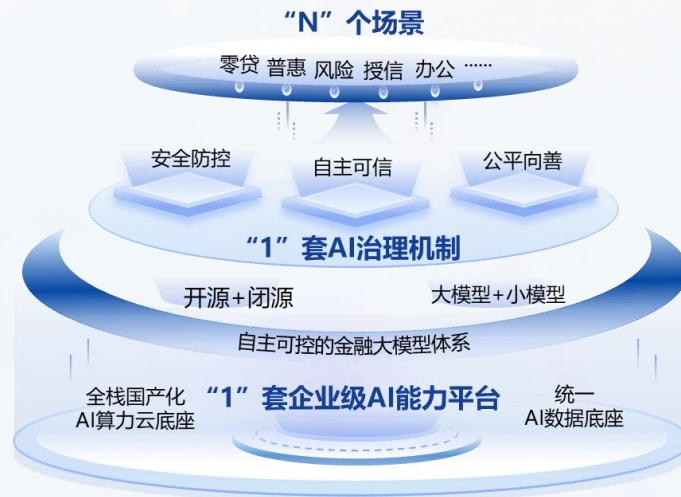 “N”个场景
零贷 普惠 风险 授信 办公 ……
安全防控 自主可信 公平向善
“1”套AI治理机制
开源+闭源 大模型+小模型
自主可控的金融大模型体系
全栈国产化
AI算力云底座
“1”套企业级AI能力平台
统一
AI数据底座